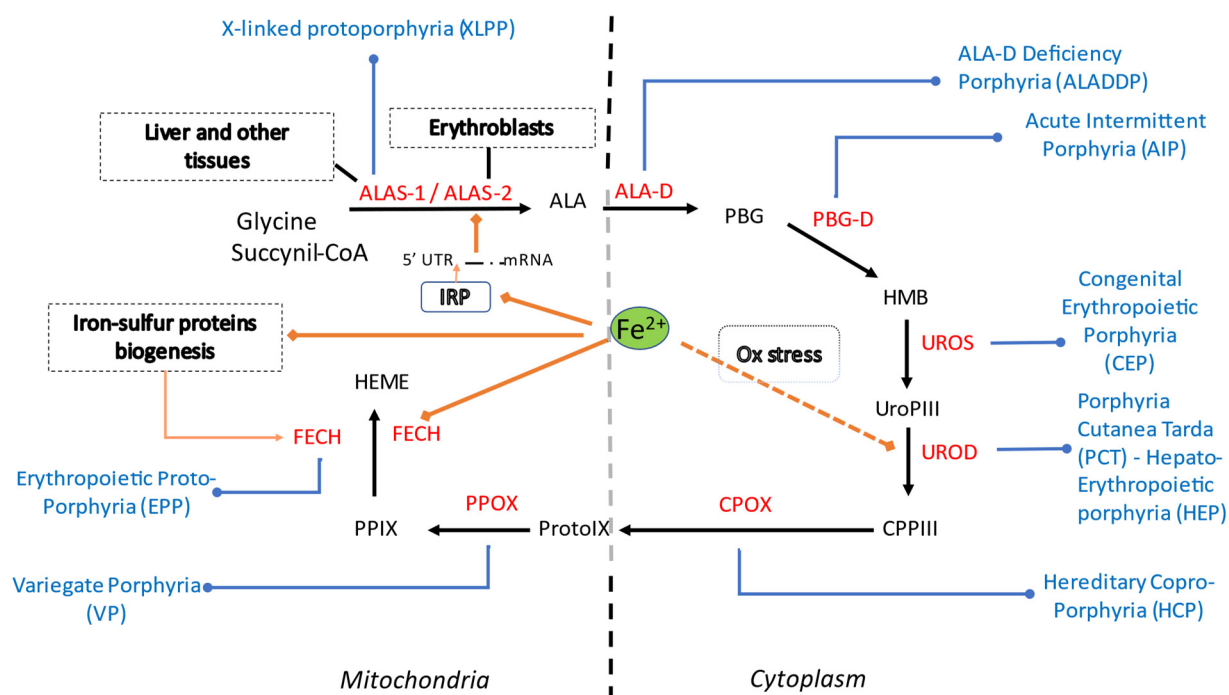 X-linked protoporphyria (XLPP)
ALA-D Deficiency
Porphyria (ALADDP)
Liver and other
tissues
Erythroblasts
Acute Intermittent
Porphyria (AIP)
ALAS-1 / ALAS-2
ALA
ALA-D
PBG
PBG-D
Glycine
Succynil-CoA
5' UTR
mRNA
IRP
HMB
Congenital
Erythropoietic
Porphyria
(CEP)
Iron-sulfur proteins
biogenesis
Fe2+
Ox stress
UROS
HEME
UroPIII
FECH
FECH
UROD
Porphyria
Cutanea Tarda
(PCT) - Hepato-
Erythropoietic
porphyria (HEP)
Erythropoietic Proto-
Porphyria (EPP)
PPIX
PPOX
ProtoIX
CPOX
CPPIII
Variegate Porphyria
(VP)
Hereditary Copro-
Porphyria (HCP)
Mitochondria
Cytoplasm